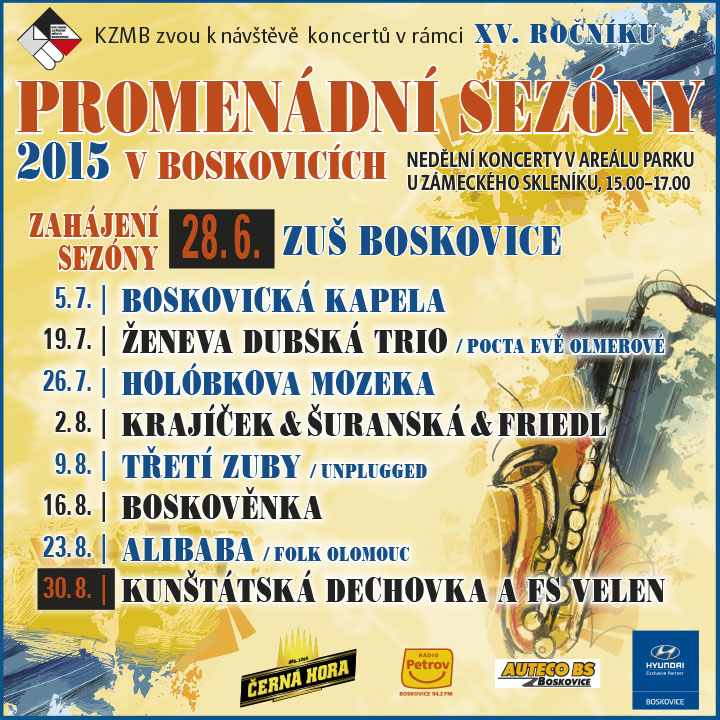 KZMB zvou k návštěvě koncertů v rámci XV. ROČNÍKU
PROMENÁDNÍ SEZÓNY
2015 V BOSKOVICÍCH
NEDĚLNÍ KONCERTY V AREÁLU PARKU
U ZÁMECKÉHO SKLENÍKU, 15.00–17.00
ZAHÁJENÍ
SEZÓNY
28.6. ZUŠ BOSKOVICE
5.7. | BOSKOVICKÁ KAPELA
19.7. | ŽENEVA DUBSKÁ TRIO / POCTA EVĚ OLMEROVÉ
26.7. | HOLÓBKOVA MOZEKA
2.8. | KRAJÍČEK & ŠURANSKÁ & FRIEDL
9.8. | TŘETÍ ZUBY / UNPLUGGED
16.8. | BOSKOVĚNKA
23.8. | ALIBABA / FOLK OLOMOUC
30.8. | KUNŠTÁTSKÁ DECHOVKA A FS VELEN
ČERNÁ HORA
RÁDIO
Petrov
BOSKOVICE 94.2 FM
AUTECO BS
BOSKOVICE
HYUNDAI
Exclusive Partner
BOSKOVICE